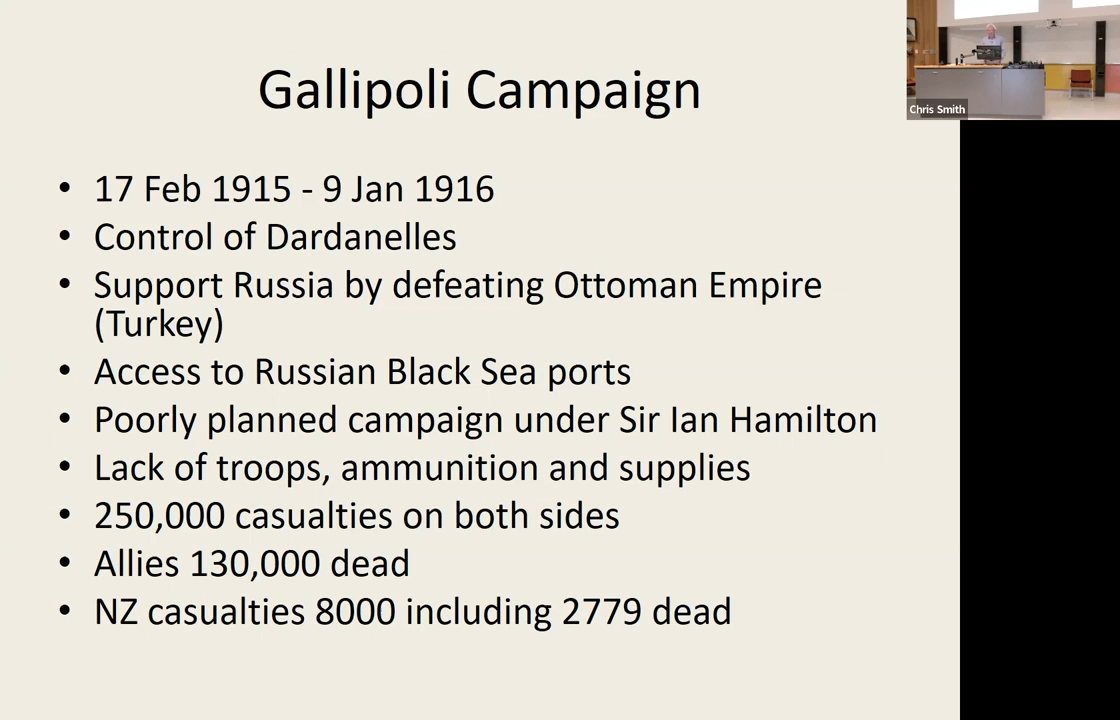 Gallipoli Campaign
• 17 Feb 1915 - 9 Jan 1916
• Control of Dardanelles
• Support Russia by defeating Ottoman Empire
(Turkey)
• Access to Russian Black Sea ports
• Poorly planned campaign under Sir Ian Hamilton
• Lack of troops, ammunition and supplies
• 250,000 casualties on both sides
• Allies 130,000 dead
• NZ casualties 8000 including 2779 dead
Chris Smith